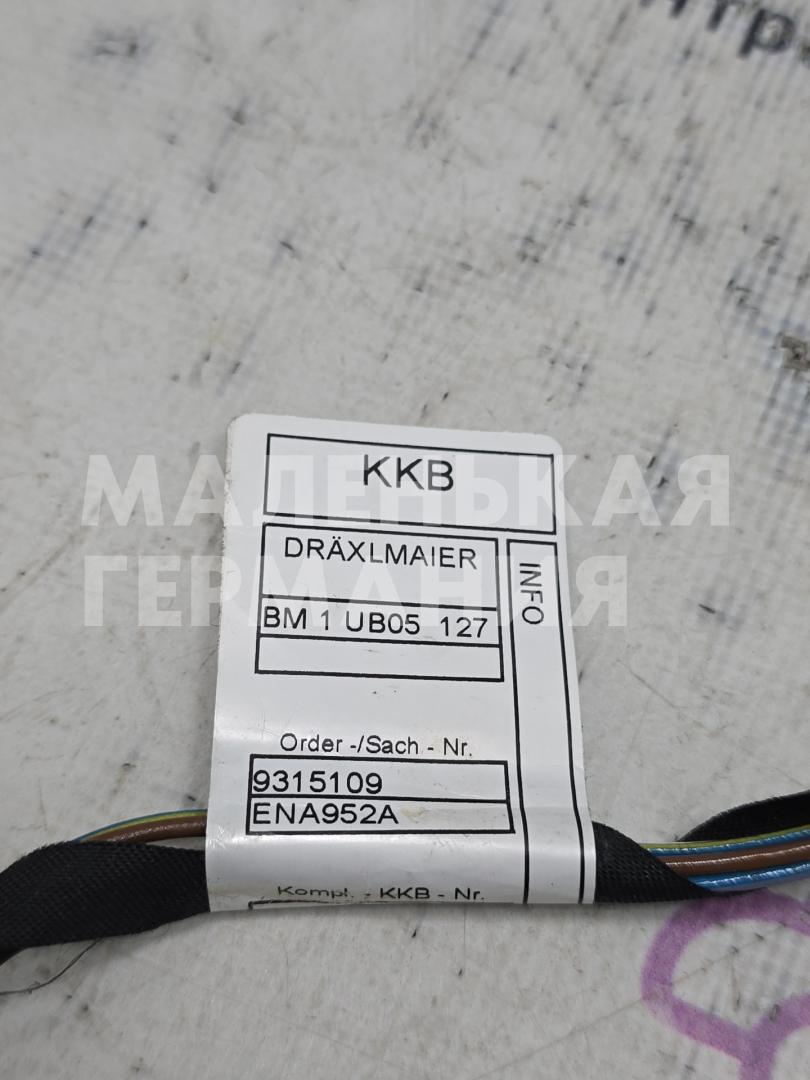 KKB
МАЛЕНЬКАЯ
ГЕРМАНИЯ
DRÄXLMAIER
INFO
BM 1 UB05 127
Order -/Sach - Nr.
9315109
ENA952A
Kompl. - KKB - Nr.